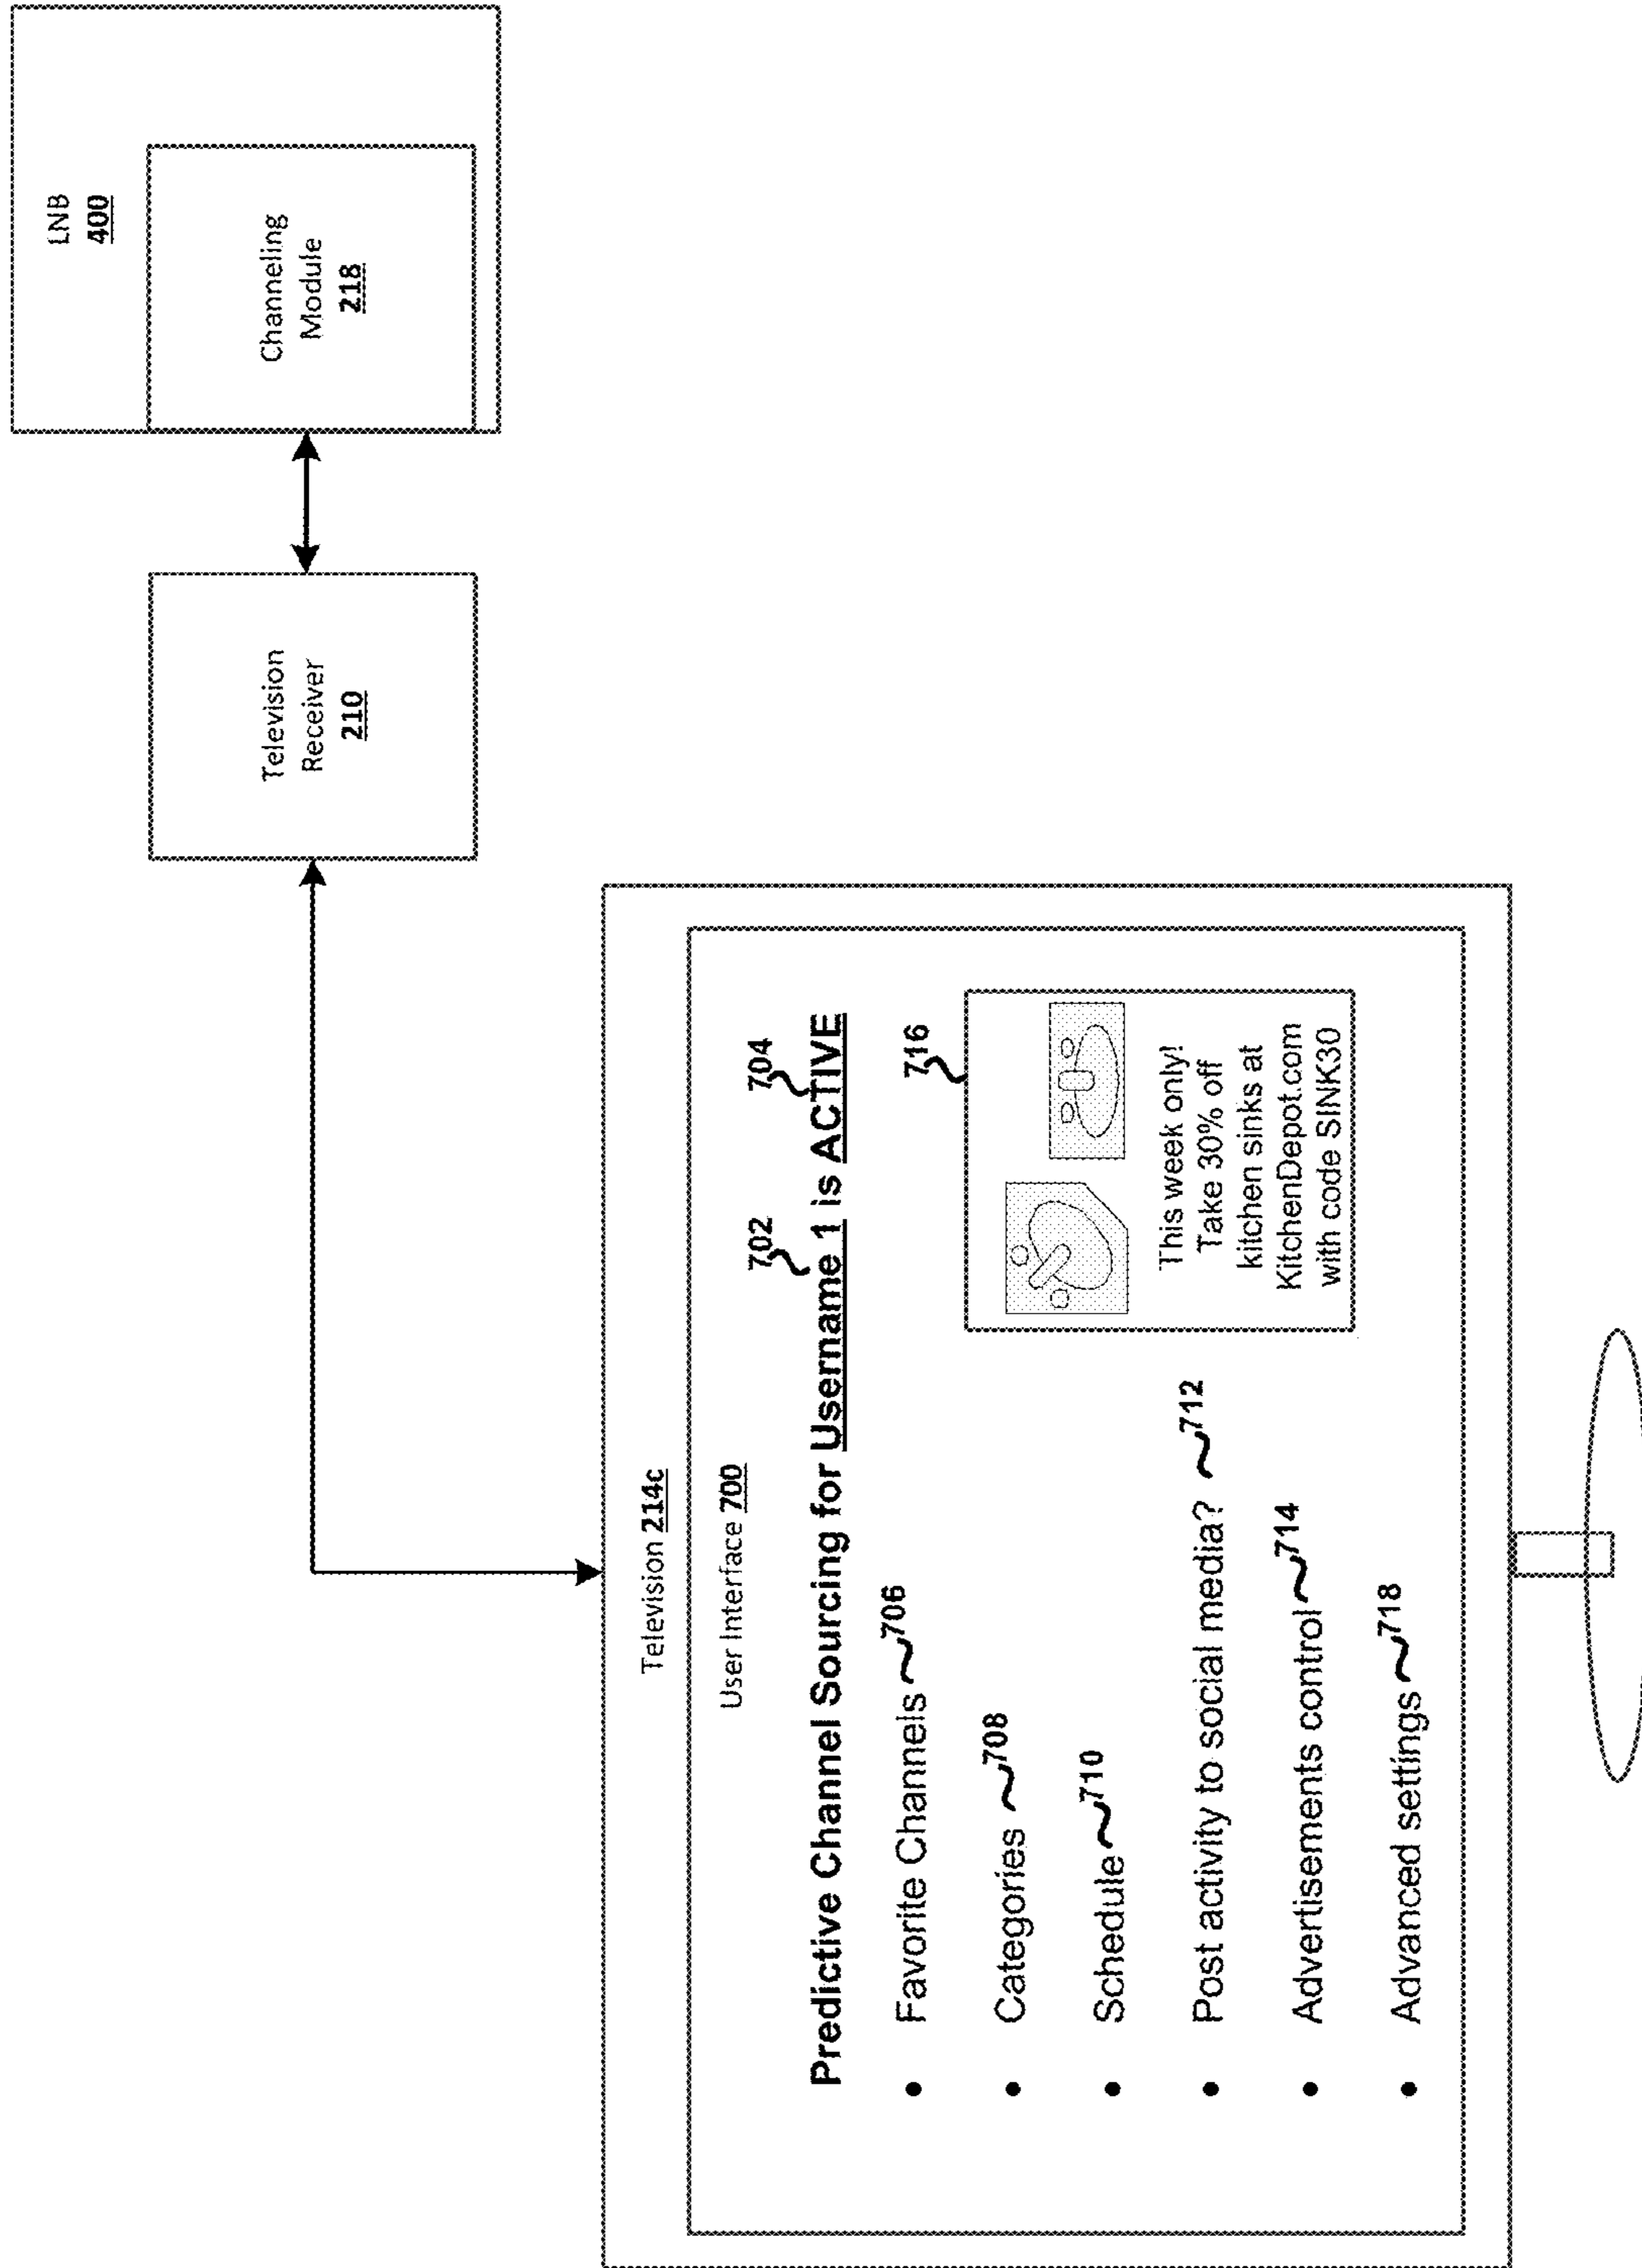 LNB
400
Channeling
Module
218
Television
Receiver
210
Television 214c
User Interface 700
702
704
Predictive Channel Sourcing for Username 1 is ACTIVE
• Favorite Channels 706
• Categories 708
• Schedule 710
• Post activity to social media? 712
• Advertisements control 714
• Advanced settings 718
716
This week only!
Take 30% off
kitchen sinks at
KitchenDepot.com
with code SINK30